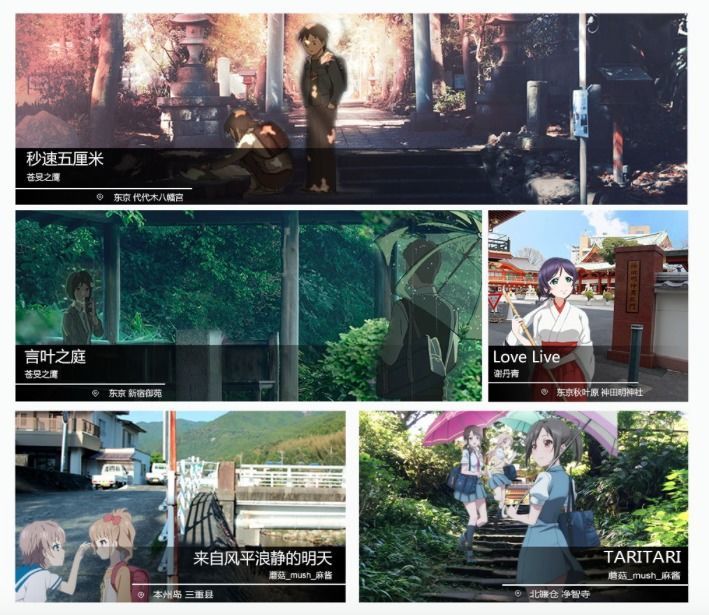 秒速五厘米
苍旻之鹰
东京 代代木八幡宫
言叶之庭
苍旻之鹰
东京 新宿御苑
Love Live
谢丹青
东京秋叶原 神田明神社
来自风平浪静的明天
蘑菇_mush_麻酱
本州岛 三重县
TARITARI
蘑菇_mush_麻酱
北鎌仓 净智寺